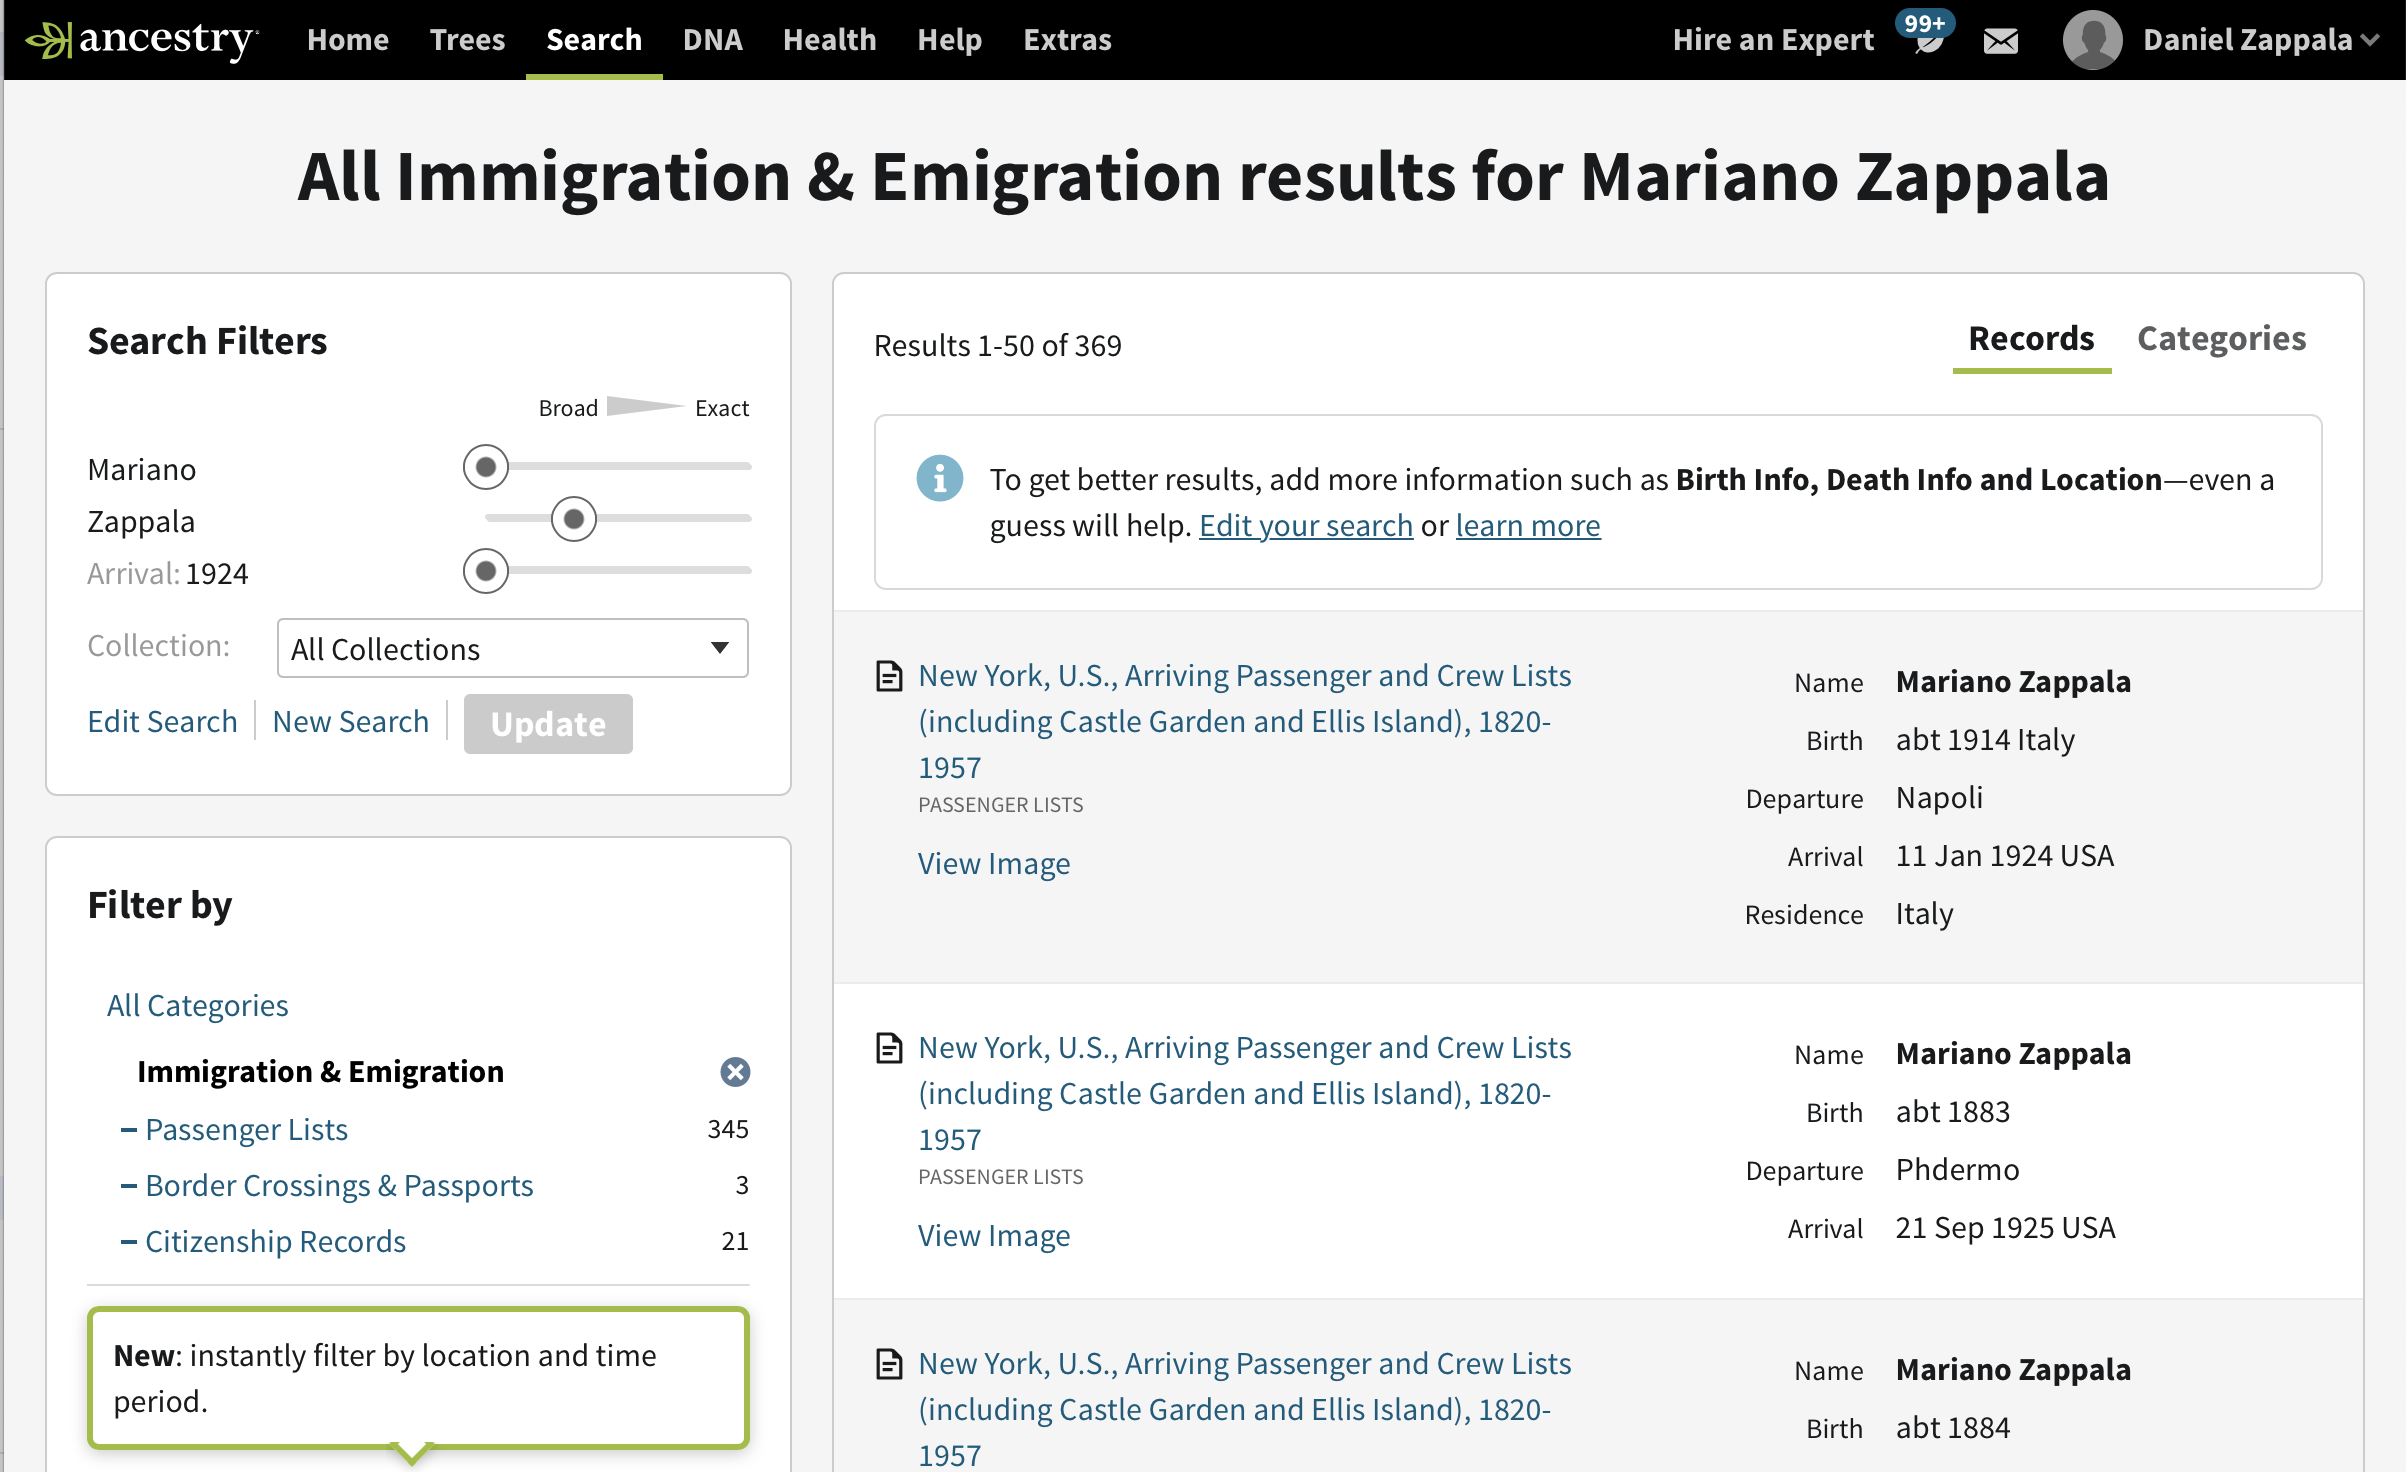 ancestry
Home Trees Search DNA Health Help Extras
Hire an Expert 99+ Daniel Zappala
All Immigration & Emigration results for Mariano Zappala
Search Filters
Broad Exact
Mariano
Zappala
Arrival: 1924
Collection: All Collections
Edit Search New Search Update
Filter by
All Categories
Immigration & Emigration
Passenger Lists 345
Border Crossings & Passports 3
Citizenship Records 21
New: instantly filter by location and time
period.
Results 1-50 of 369
Records Categories
To get better results, add more information such as Birth Info, Death Info and Location—even a
guess will help. Edit your search or learn more
New York, U.S., Arriving Passenger and Crew Lists
(including Castle Garden and Ellis Island), 1820-
1957
PASSENGER LISTS
View Image
Name Mariano Zappala
Birth abt 1914 Italy
Departure Napoli
Arrival 11 Jan 1924 USA
Residence Italy
New York, U.S., Arriving Passenger and Crew Lists
(including Castle Garden and Ellis Island), 1820-
1957
PASSENGER LISTS
View Image
Name Mariano Zappala
Birth abt 1883
Departure Phdermo
Arrival 21 Sep 1925 USA
New York, U.S., Arriving Passenger and Crew Lists
(including Castle Garden and Ellis Island), 1820-
1957
Name Mariano Zappala
Birth abt 1884